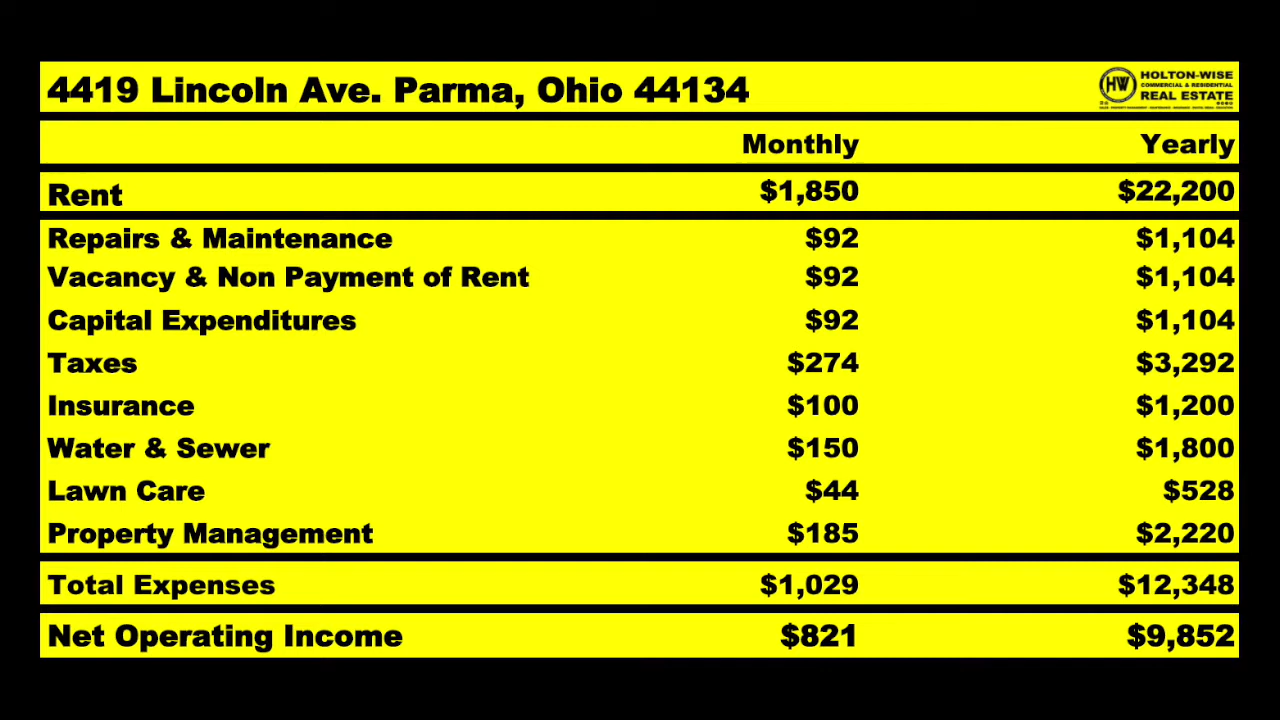 4419 Lincoln Ave. Parma, Ohio 44134
HW
HOLTON-WISE
COMMERCIAL & RESIDENTIAL
REAL ESTATE
Monthly Yearly
Rent $1,850 $22,200
Repairs & Maintenance $92 $1,104
Vacancy & Non Payment of Rent $92 $1,104
Capital Expenditures $92 $1,104
Taxes $274 $3,292
Insurance $100 $1,200
Water & Sewer $150 $1,800
Lawn Care $44 $528
Property Management $185 $2,220
Total Expenses $1,029 $12,348
Net Operating Income $821 $9,852